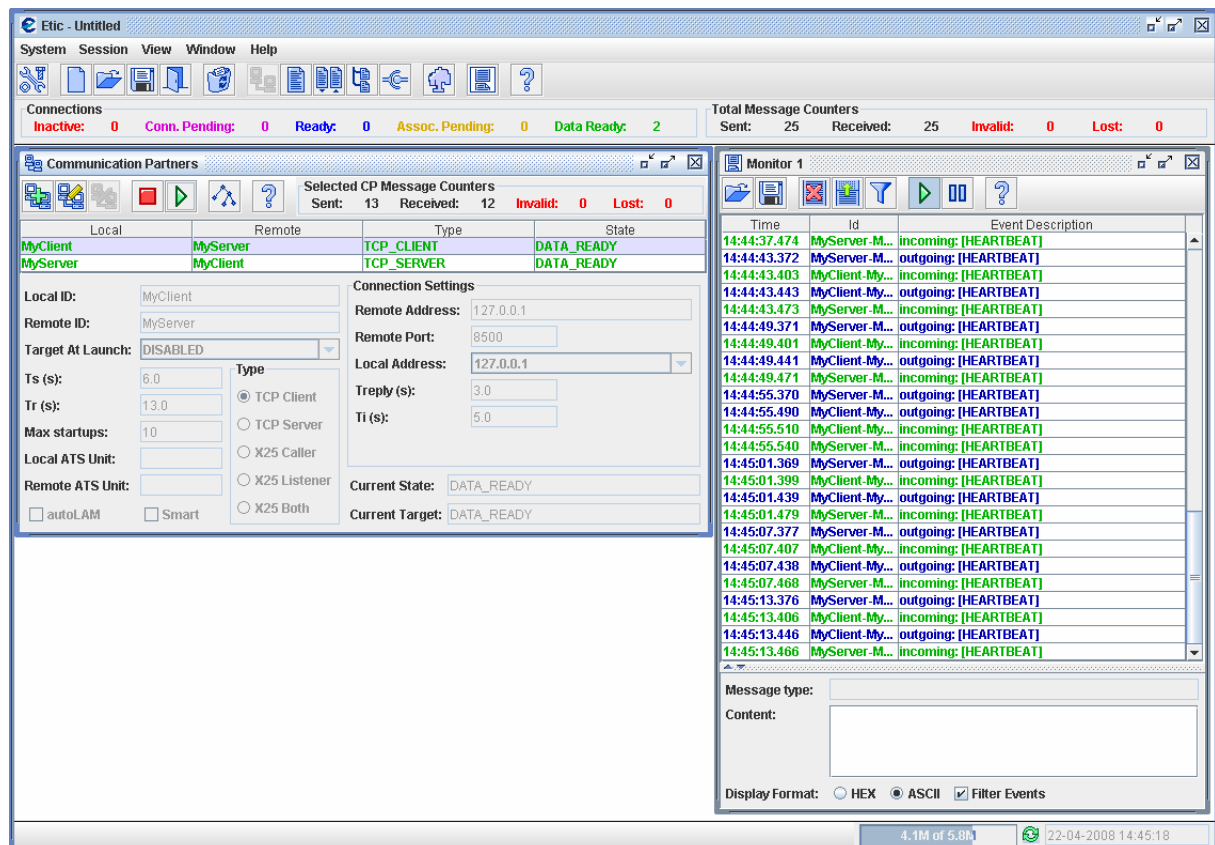 Etic - Untitled
System Session View Window Help
Connections
Inactive: 0 Conn. Pending: 0 Ready: 0 Assoc. Pending: 0 Data Ready: 2
Total Message Counters
Sent: 25 Received: 25 Invalid: 0 Lost: 0
Communication Partners
Selected CP Message Counters
Sent: 13 Received: 12 Invalid: 0 Lost: 0
Local Remote Type State
MyClient MyServer TCP_CLIENT DATA_READY
MyServer MyClient TCP_SERVER DATA_READY
Local ID: MyClient
Remote ID: MyServer
Target At Launch: DISABLED
Ts (s): 6.0
Tr (s): 13.0
Max startups: 10
Local ATS Unit:
Remote ATS Unit:
autoLAM Smart
Type
TCP Client
TCP Server
X25 Caller
X25 Listener
X25 Both
Connection Settings
Remote Address: 127.0.0.1
Remote Port: 8500
Local Address: 127.0.0.1
Treply (s): 3.0
Ti (s): 5.0
Current State: DATA_READY
Current Target: DATA_READY
Monitor 1
Time Id Event Description
14:44:37.474 MyServer-M... incoming: [HEARTBEAT]
14:44:43.372 MyServer-M... outgoing: [HEARTBEAT]
14:44:43.403 MyClient-My... incoming: [HEARTBEAT]
14:44:43.443 MyClient-My... outgoing: [HEARTBEAT]
14:44:43.473 MyServer-M... incoming: [HEARTBEAT]
14:44:49.371 MyServer-M... outgoing: [HEARTBEAT]
14:44:49.401 MyClient-My... incoming: [HEARTBEAT]
14:44:49.441 MyClient-My... outgoing: [HEARTBEAT]
14:44:49.471 MyServer-M... incoming: [HEARTBEAT]
14:44:55.370 MyServer-M... outgoing: [HEARTBEAT]
14:44:55.490 MyClient-My... outgoing: [HEARTBEAT]
14:44:55.510 MyClient-My... incoming: [HEARTBEAT]
14:44:55.540 MyServer-M... incoming: [HEARTBEAT]
14:45:01.369 MyServer-M... outgoing: [HEARTBEAT]
14:45:01.399 MyClient-My... incoming: [HEARTBEAT]
14:45:01.439 MyClient-My... outgoing: [HEARTBEAT]
14:45:01.479 MyServer-M... incoming: [HEARTBEAT]
14:45:07.377 MyServer-M... outgoing: [HEARTBEAT]
14:45:07.407 MyClient-My... incoming: [HEARTBEAT]
14:45:07.438 MyClient-My... outgoing: [HEARTBEAT]
14:45:07.468 MyServer-M... incoming: [HEARTBEAT]
14:45:13.376 MyServer-M... outgoing: [HEARTBEAT]
14:45:13.406 MyClient-My... incoming: [HEARTBEAT]
14:45:13.446 MyClient-My... outgoing: [HEARTBEAT]
14:45:13.466 MyServer-M... incoming: [HEARTBEAT]
Message type:
Content:
Display Format: HEX ASCII Filter Events
4.1M of 5.8M 22-04-2008 14:45:18